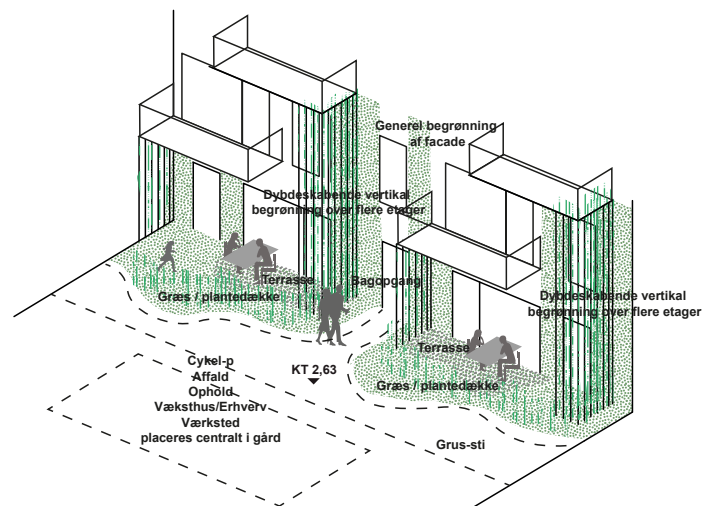 Generel begrønning
af facade
Dybdeskabende vertikal
begrønning over flere etager
Terrasse
Bagopgang
Græs / plantedække
Dybdeskabende vertikal
begrønning over flere etager
Terrasse
Græs / plantedække
Cykel-p
Affald
Ophold
Væksthus/Erhverv
Værksted
placeres centralt i gård
KT 2,63
Grus-sti